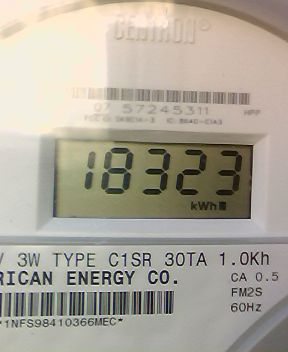 CENTRON®
07 57245311 HPP
18323
kWh
V 3W TYPE C1SR 30TA 1.0Kh
RICAN ENERGY CO. CA 0.5
FM2S
60Hz
*1NFS98410366MEC*